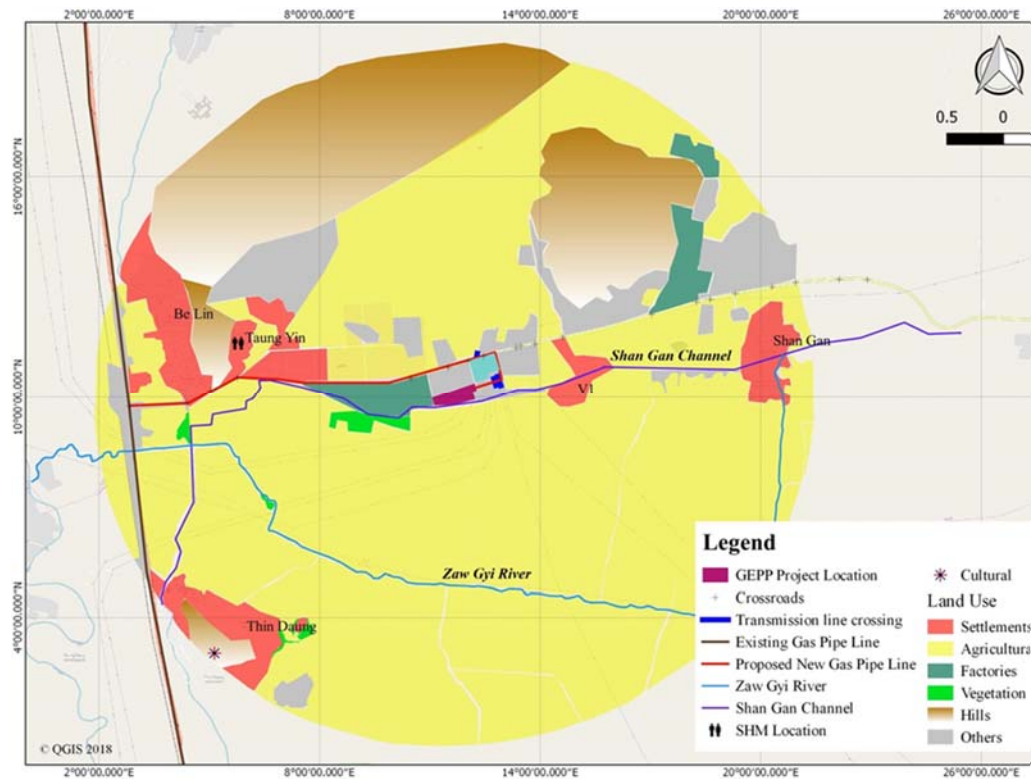 2°00'00.000"E
8°00'00.000"E
14°00'00.000"E
20°00'00.000"E
26°00'00.000"E
0.5 0
16°00'00.000"N
10°00'00.000"N
4°00'00.000"N
Be Lin
Taung Yin
Shan Gan Channel
Shan Gan
V1
Zaw Gyi River
Thin Daung
Legend
GEPP Project Location
Crossroads
Transmission line crossing
Existing Gas Pipe Line
Proposed New Gas Pipe Line
Zaw Gyi River
Shan Gan Channel
SHM Location
Cultural
Land Use
Settlements
Agricultura
Factories
Vegetation
Hills
Others
© QGIS 2018
2°00'00.000"E
8°00'00.000"E
14°00'00.000"E
20°00'00.000"E
26°00'00.000"E